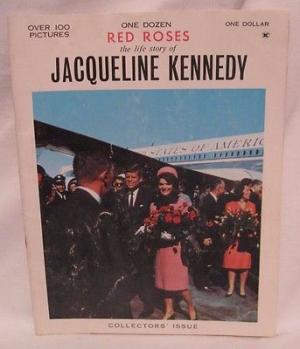 OVER 100
PICTURES
ONE DOZEN
RED ROSES
the life story of
ONE DOLLAR
K
JACQUELINE KENNEDY
STATES OF AMERICA
COLLECTORS' ISSUE